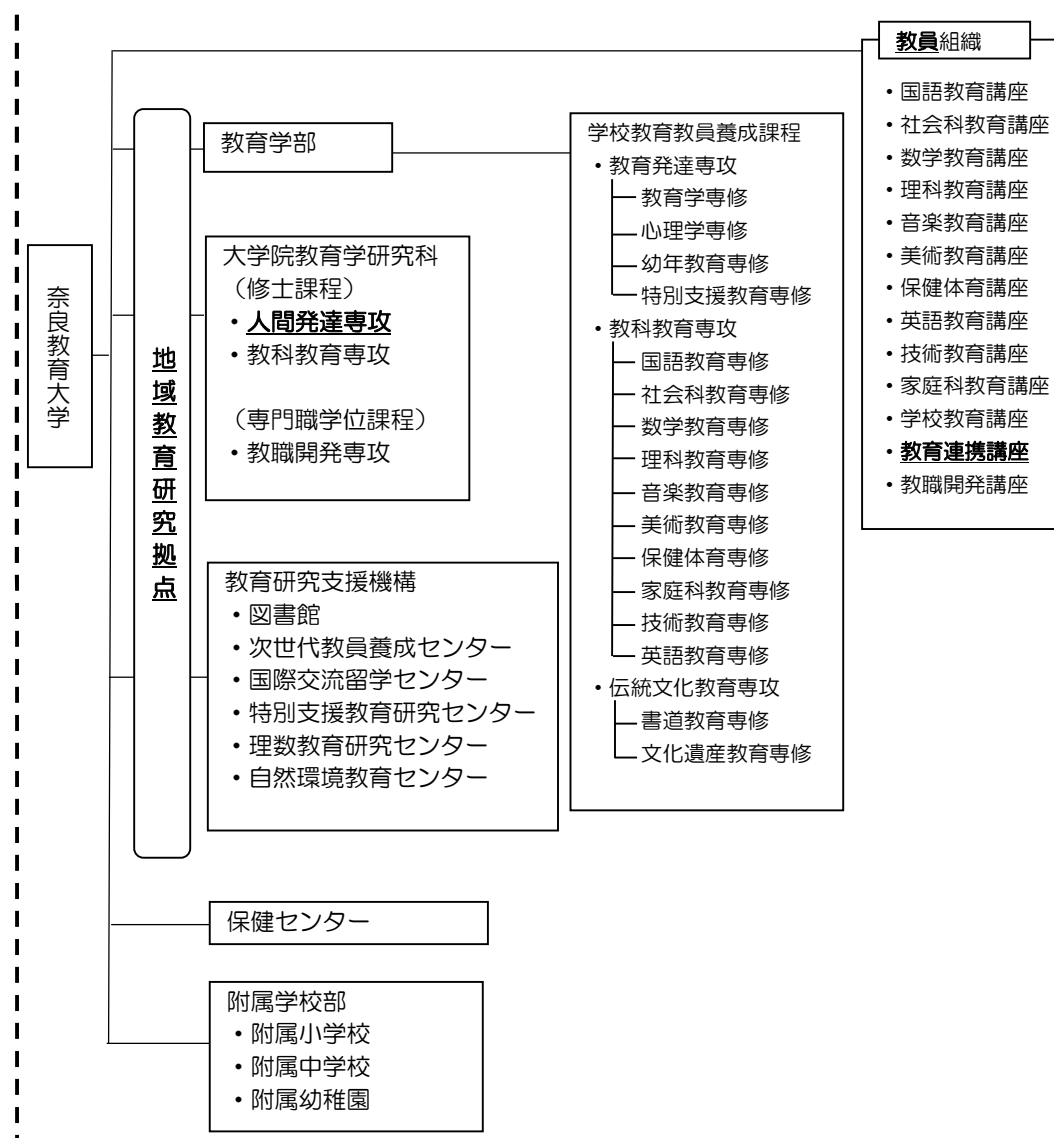 奈良教育大学
地域教育研究拠点
教育学部
大学院教育学研究科
（修士課程）
・人間発達専攻
・教科教育専攻
（専門職学位課程）
・教職開発専攻
教育研究支援機構
・図書館
・次世代教員養成センター
・国際交流留学センター
・特別支援教育研究センター
・理数教育研究センター
・自然環境教育センター
保健センター
附属学校部
・附属小学校
・附属中学校
・附属幼稚園
学校教育教員養成課程
・教育発達専攻
教育学専修
心理学専修
幼年教育専修
特別支援教育専修
・教科教育専攻
国語教育専修
社会科教育専修
数学教育専修
理科教育専修
音楽教育専修
美術教育専修
保健体育専修
家庭科教育専修
技術教育専修
英語教育専修
・伝統文化教育専攻
書道教育専修
文化遺産教育専修
教員組織
・国語教育講座
・社会科教育講座
・数学教育講座
・理科教育講座
・音楽教育講座
・美術教育講座
・保健体育講座
・英語教育講座
・技術教育講座
・家庭科教育講座
・学校教育講座
・教育連携講座
・教職開発講座